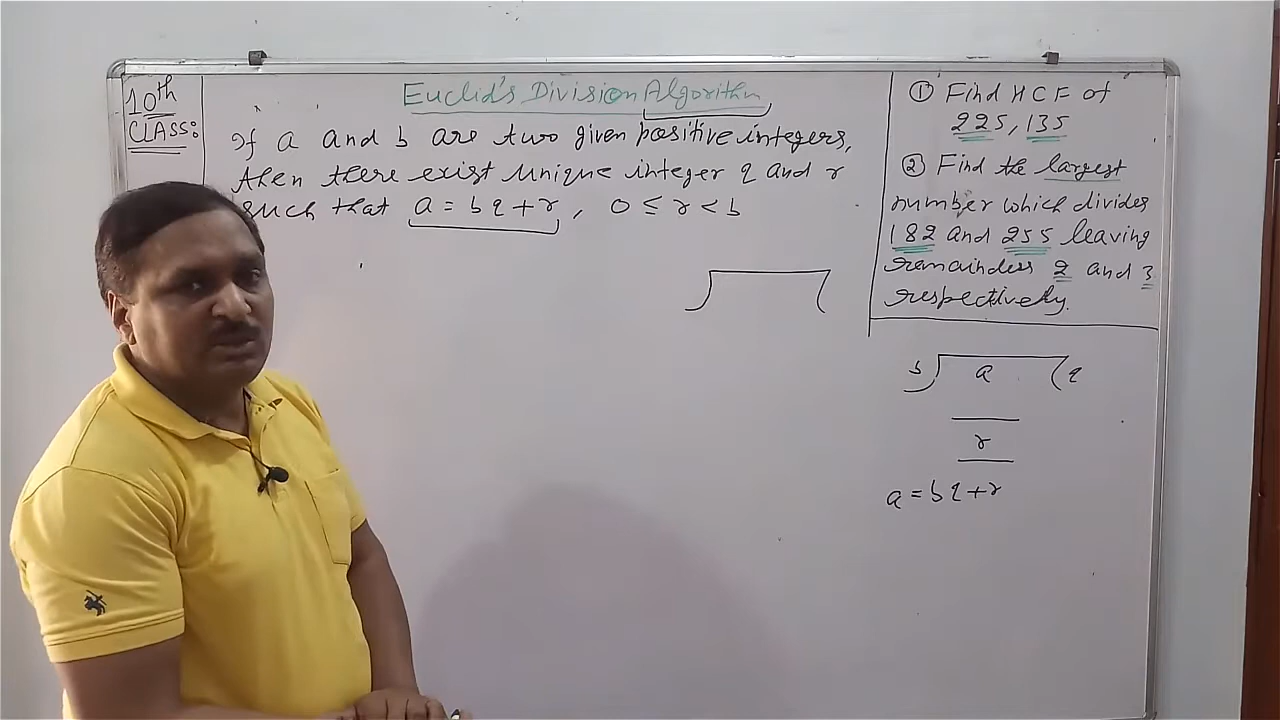 10th
CLASS:
Euclid's Division Algorithm
If a and b are two given positive integers,
then there exist unique integer q and r
such that a = bq + r, 0 ≤ r < b
① Find HCF of
225, 135
② Find the largest
number which divides
182 and 255 leaving
remainders 2 and 3
respectively.
b a q
r
a = bq + r